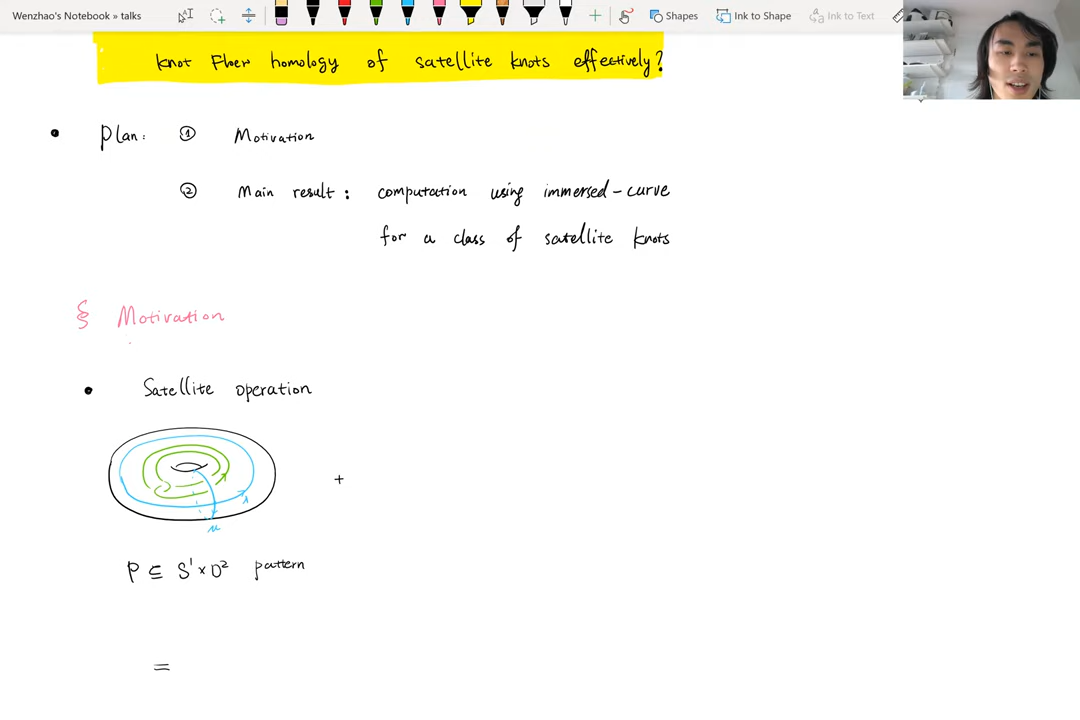 Wenzhao's Notebook » talks
Shapes
Ink to Shape
Ink to Text
knot Floer homology of satellite knots effectively?
• Plan: ① Motivation
② Main result: computation using immersed-curve
for a class of satellite knots
§ Motivation
• Satellite operation
+
λ
μ
P ⊆ S¹×D² pattern
=